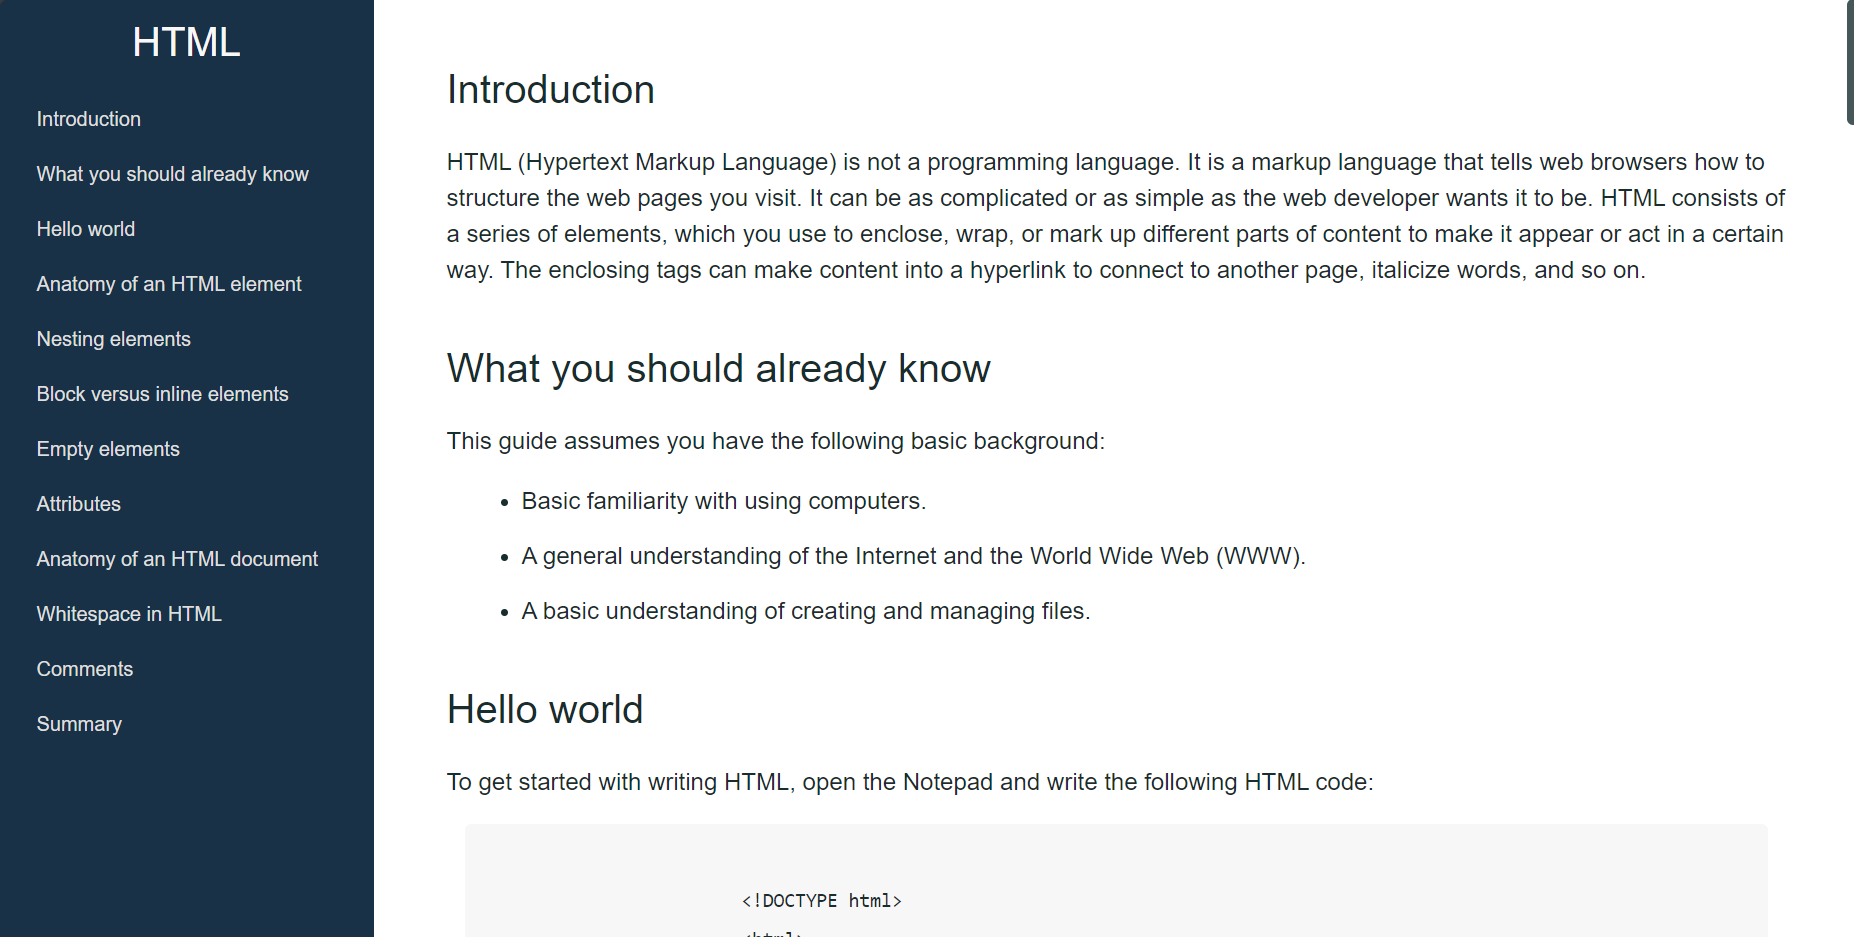 HTML
Introduction
What you should already know
Hello world
Anatomy of an HTML element
Nesting elements
Block versus inline elements
Empty elements
Attributes
Anatomy of an HTML document
Whitespace in HTML
Comments
Summary
Introduction
HTML (Hypertext Markup Language) is not a programming language. It is a markup language that tells web browsers how to
structure the web pages you visit. It can be as complicated or as simple as the web developer wants it to be. HTML consists of
a series of elements, which you use to enclose, wrap, or mark up different parts of content to make it appear or act in a certain
way. The enclosing tags can make content into a hyperlink to connect to another page, italicize words, and so on.
What you should already know
This guide assumes you have the following basic background:
• Basic familiarity with using computers.
• A general understanding of the Internet and the World Wide Web (WWW).
• A basic understanding of creating and managing files.
Hello world
To get started with writing HTML, open the Notepad and write the following HTML code:
<!DOCTYPE html>
<html>